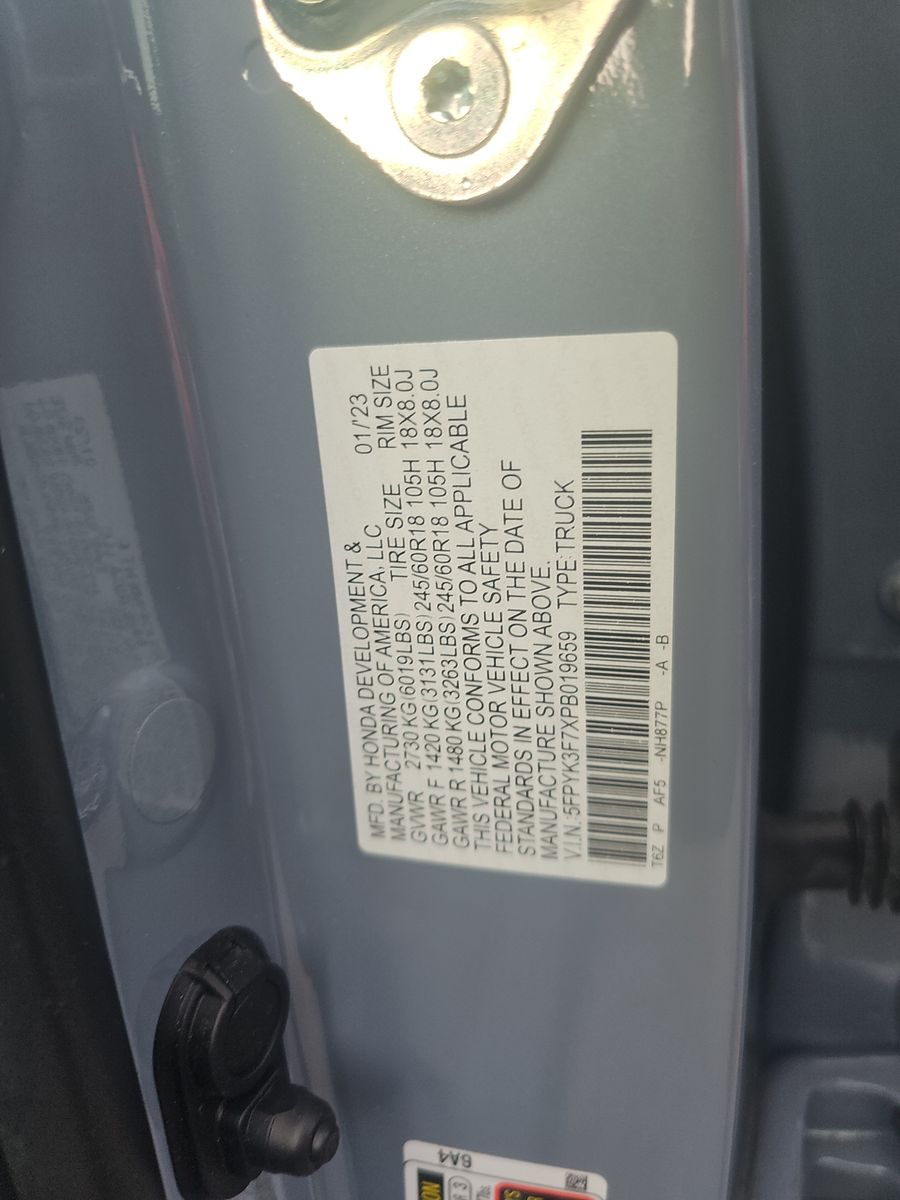 MFD. BY HONDA DEVELOPMENT &
MANUFACTURING OF AMERICA, LLC 01/'23
TIRE SIZE RIM SIZE
GVWR 2730 KG(6019LBS)
GAWR F 1420 KG(3131LBS) 245/60R18 105H 18X8.0J
GAWR R 1480 KG(3263LBS) 245/60R18 105H 18X8.0J
THIS VEHICLE CONFORMS TO ALL APPLICABLE
FEDERAL MOTOR VEHICLE SAFETY
STANDARDS IN EFFECT ON THE DATE OF
MANUFACTURE SHOWN ABOVE.
V.I.N.:5FPYK3F7XPB019659 TYPE:TRUCK
T6Z P AF5 -NH877P -A -B
6A4